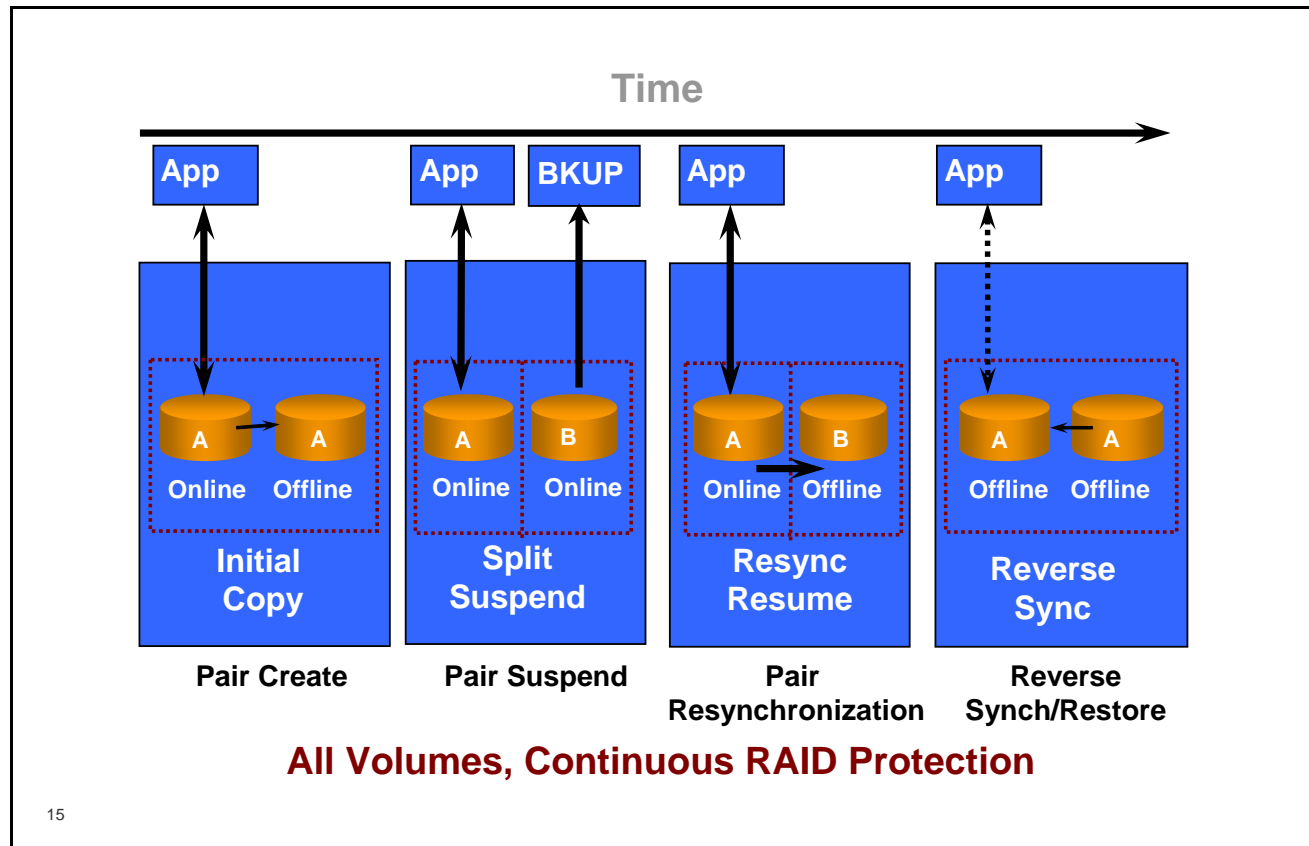 Time
App
App
BKUP
App
App
A
A
Online
Offline
Initial
Copy
A
B
Online
Online
Split
Suspend
A
B
Online
Offline
Resync
Resume
A
A
Offline
Offline
Reverse
Sync
Pair Create
Pair Suspend
Pair
Resynchronization
Reverse
Synch/Restore
All Volumes, Continuous RAID Protection
15